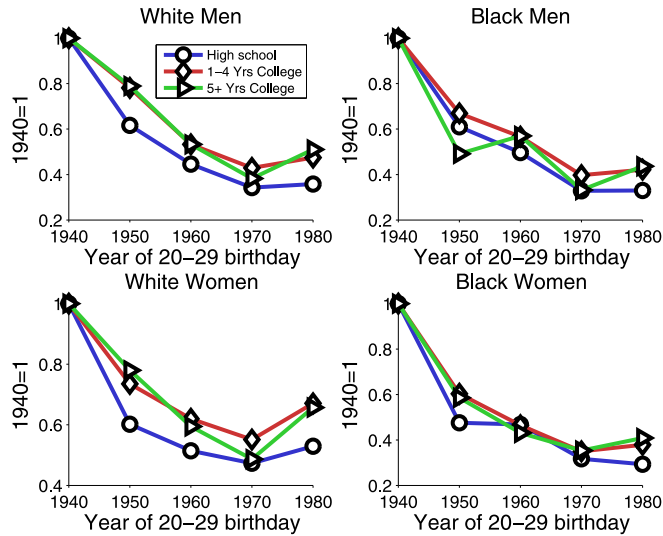 White Men
1
0.8
0.6
0.4
0.2
1940 1950 1960 1970 1980
1940=1
Year of 20−29 birthday
High school
1−4 Yrs College
5+ Yrs College
Black Men
1
0.8
0.6
0.4
0.2
1940 1950 1960 1970 1980
1940=1
Year of 20−29 birthday
White Women
1
0.8
0.6
0.4
1940 1950 1960 1970 1980
1940=1
Year of 20−29 birthday
Black Women
1
0.8
0.6
0.4
0.2
1940 1950 1960 1970 1980
1940=1
Year of 20−29 birthday